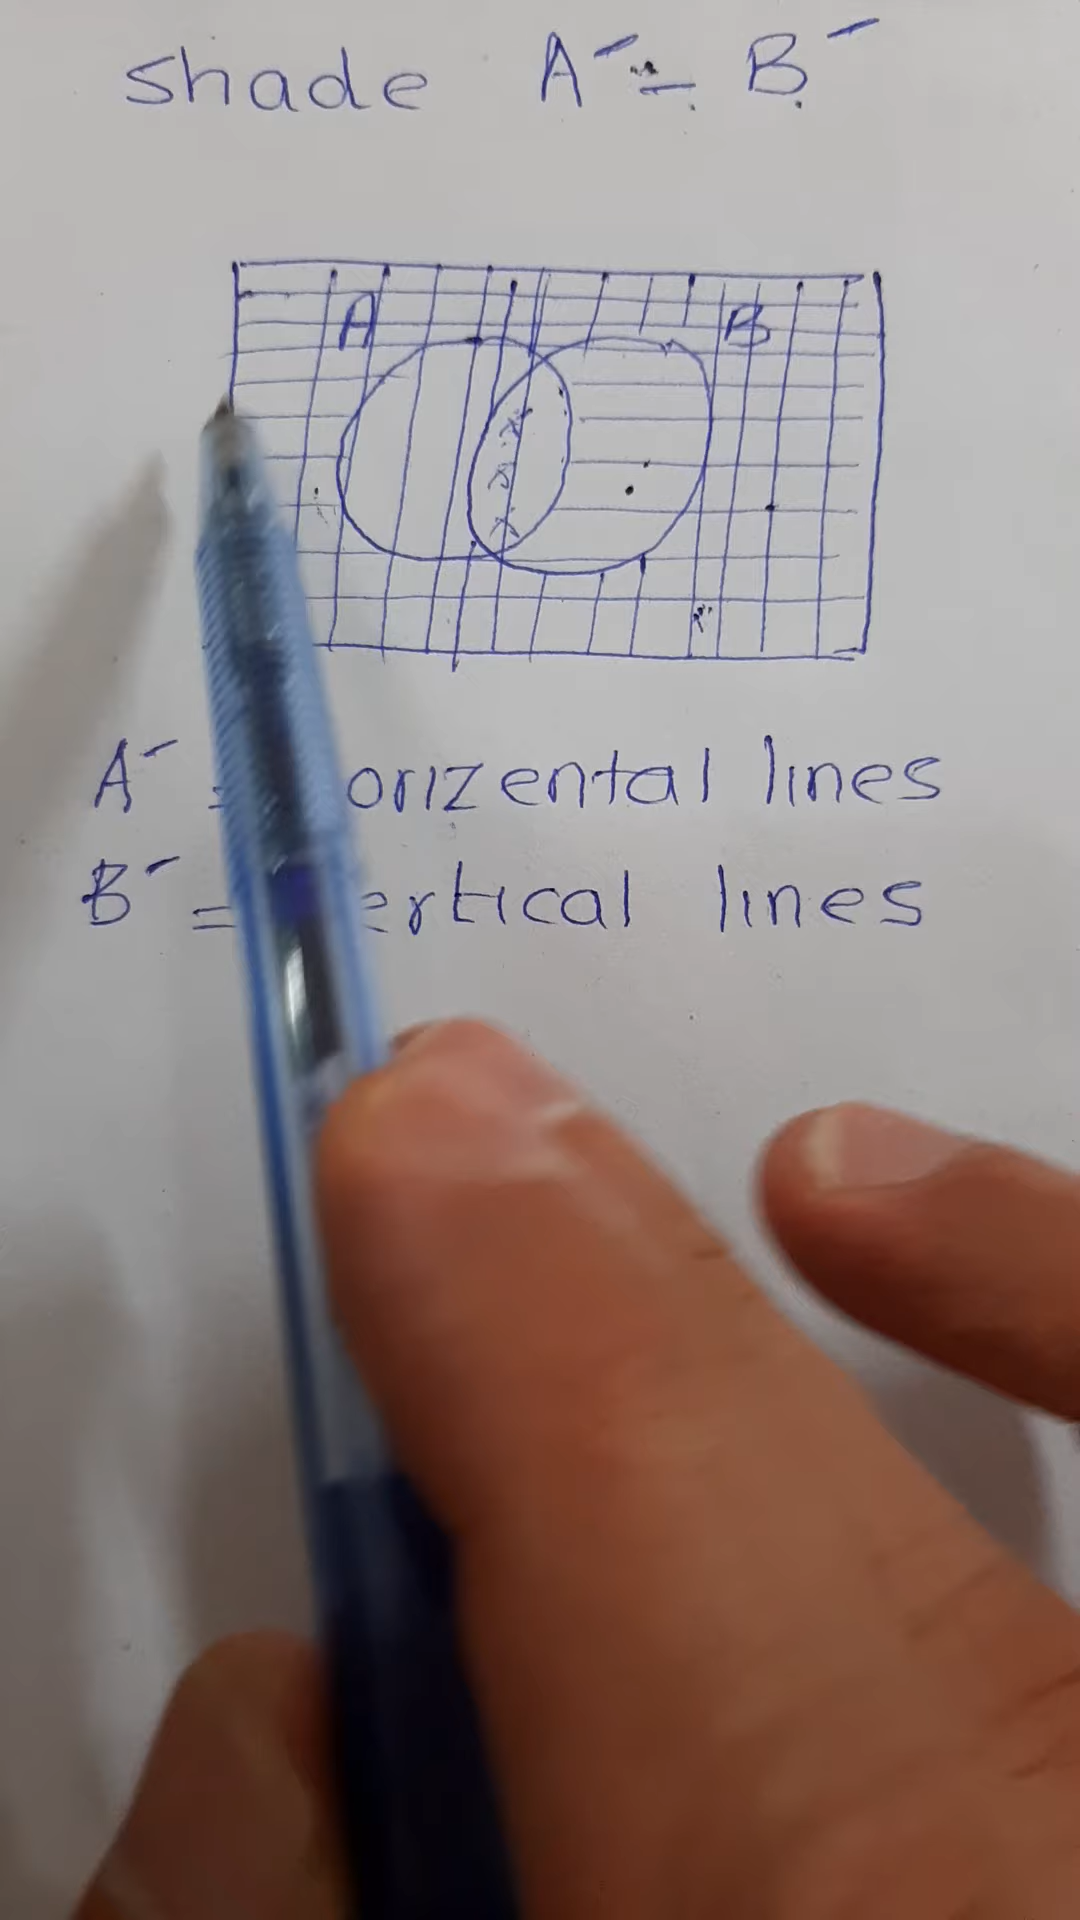 shade A⁻ - B⁻
A B
A⁻ = orizental lines
B⁻ = ertical lines